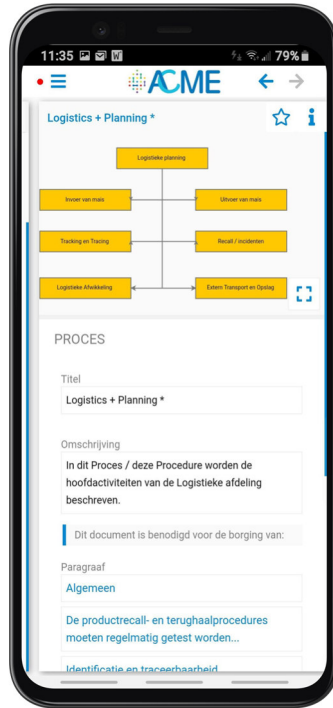 11:35 79%
ACME
Logistics + Planning *
Logistieke planning
Invoer van mais
Uitvoer van mais
Tracking en Tracing
Recall / incidenten
Logistieke Afwikkeling
Extern Transport en Opslag
PROCES
Titel
Logistics + Planning *
Omschrijving
In dit Proces / deze Procedure worden de
hoofdactiviteiten van de Logistieke afdeling
beschreven.
Dit document is benodigd voor de borging van:
Paragraaf
Algemeen
De productrecall- en terughaalprocedures
moeten regelmatig getest worden...
Identificatie en traceerbaarheid